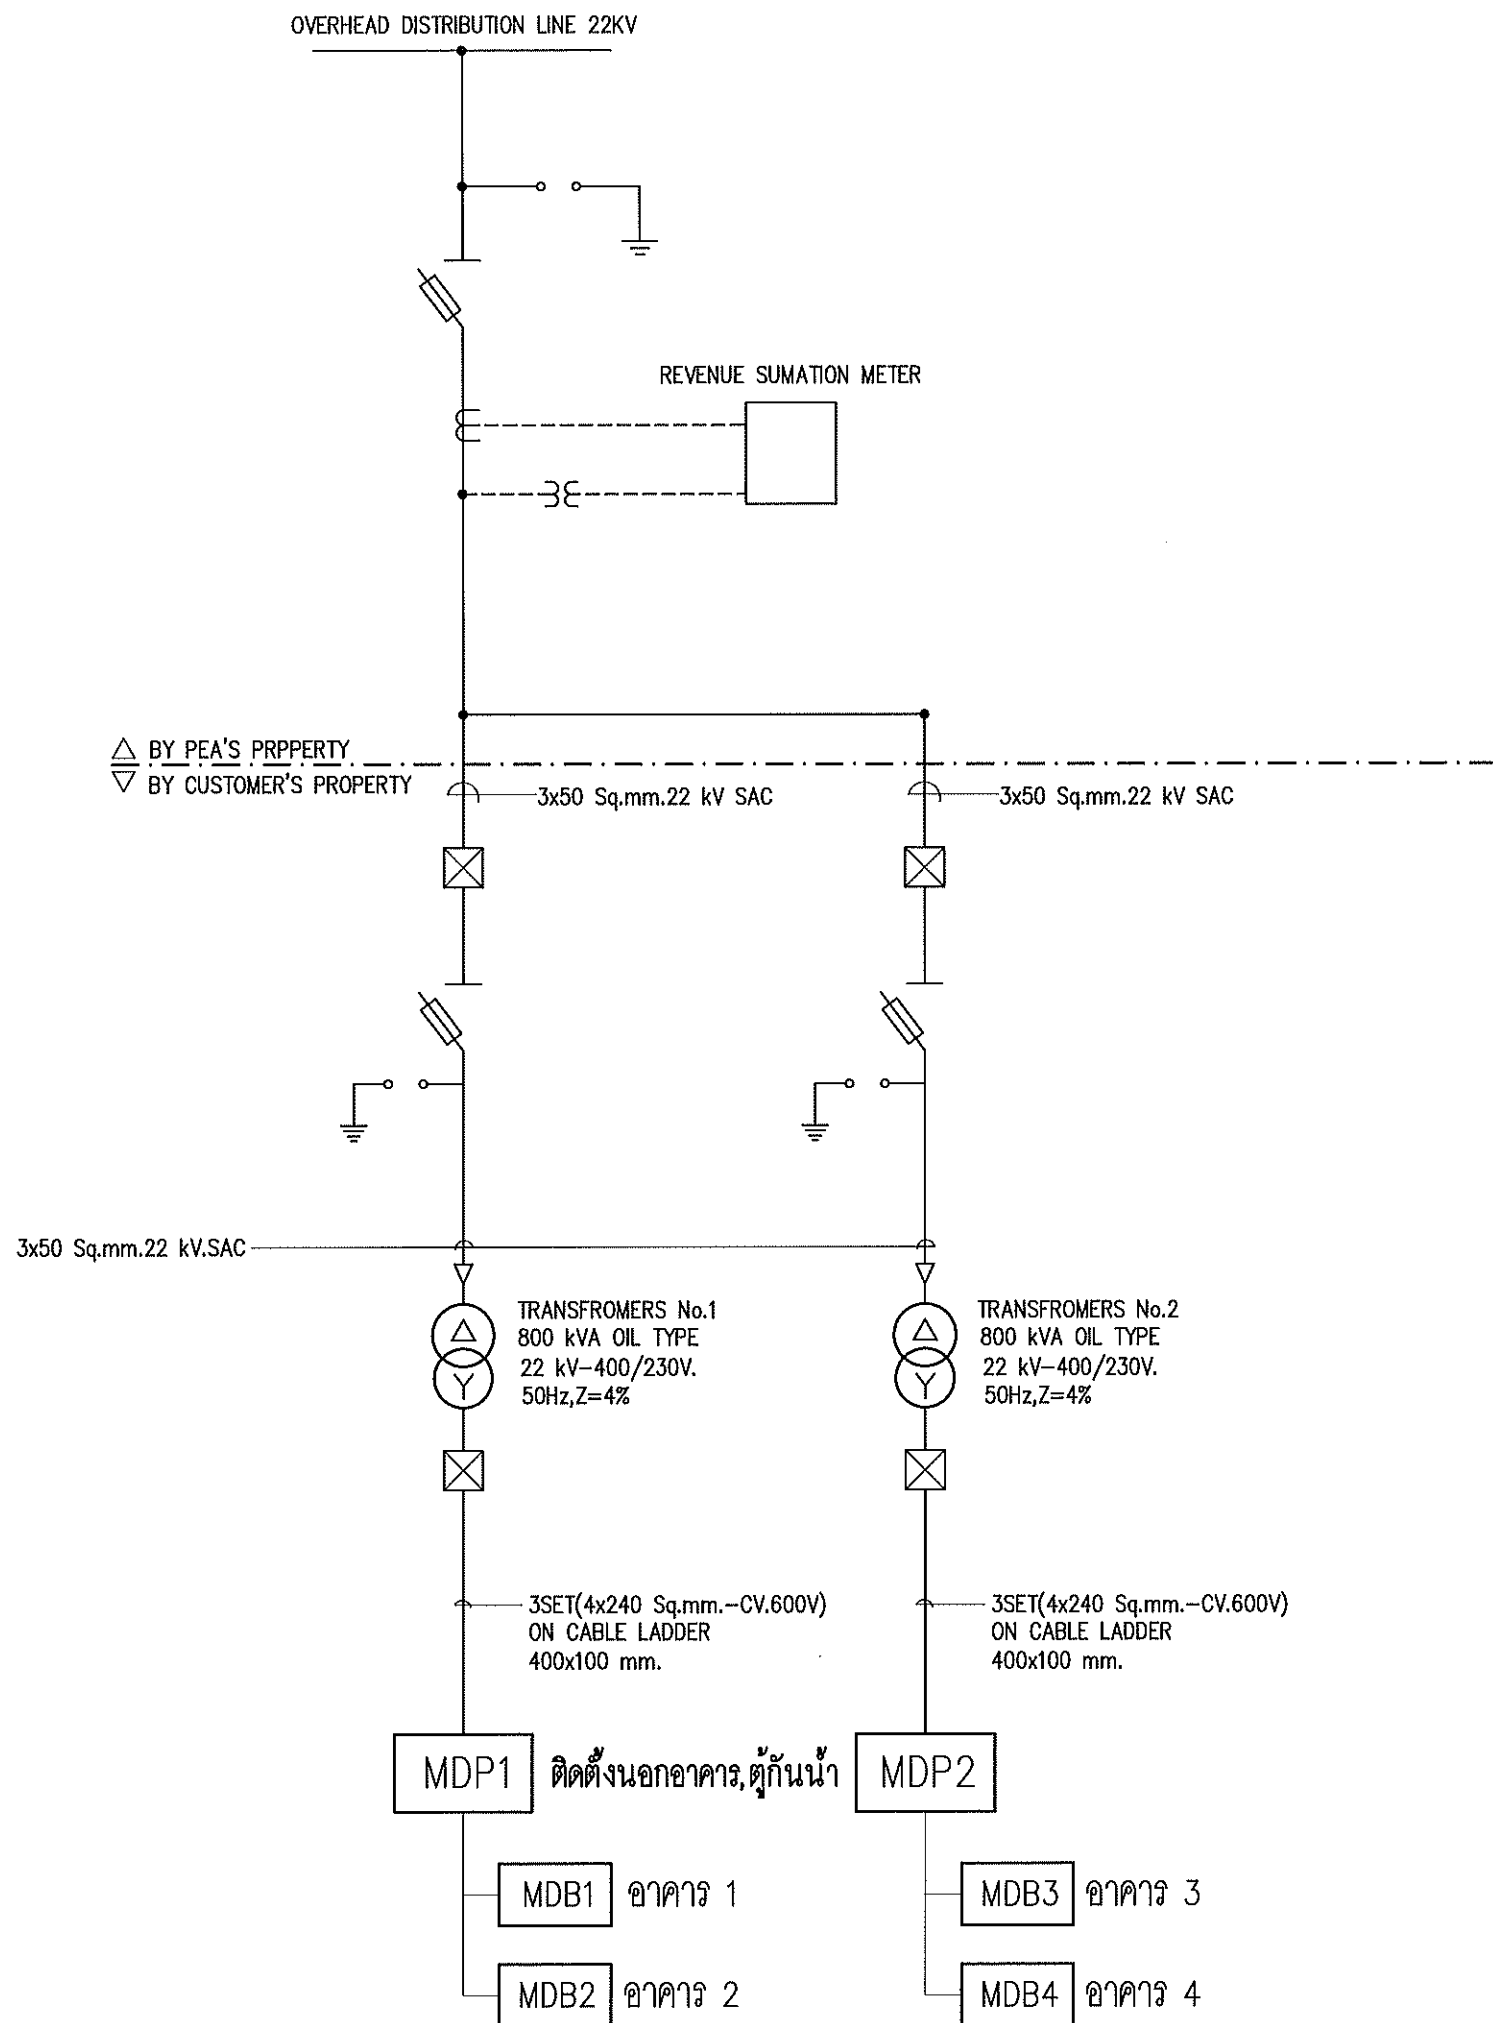 OVERHEAD DISTRIBUTION LINE 22KV
REVENUE SUMATION METER
△ BY PEA'S PRPPERTY
▽ BY CUSTOMER'S PROPERTY
3x50 Sq.mm.22 kV SAC
3x50 Sq.mm.22 kV SAC
3x50 Sq.mm.22 kV.SAC
TRANSFROMERS No.1
800 kVA OIL TYPE
22 kV-400/230V.
50Hz,Z=4%
TRANSFROMERS No.2
800 kVA OIL TYPE
22 kV-400/230V.
50Hz,Z=4%
3SET(4x240 Sq.mm.-CV.600V)
ON CABLE LADDER
400x100 mm.
3SET(4x240 Sq.mm.-CV.600V)
ON CABLE LADDER
400x100 mm.
MDP1
ติดตั้งนอกอาคาร,ตู้กันน้ำ
MDP2
MDB1 อาคาร 1
MDB2 อาคาร 2
MDB3 อาคาร 3
MDB4 อาคาร 4